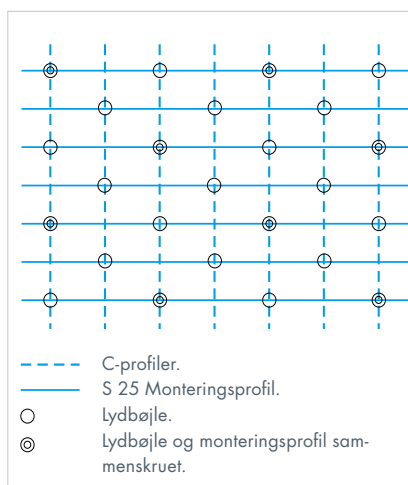 C-profiler.
S 25 Monteringsprofil.
Lydbøjle.
Lydbøjle og monteringsprofil sam-
menskruet.